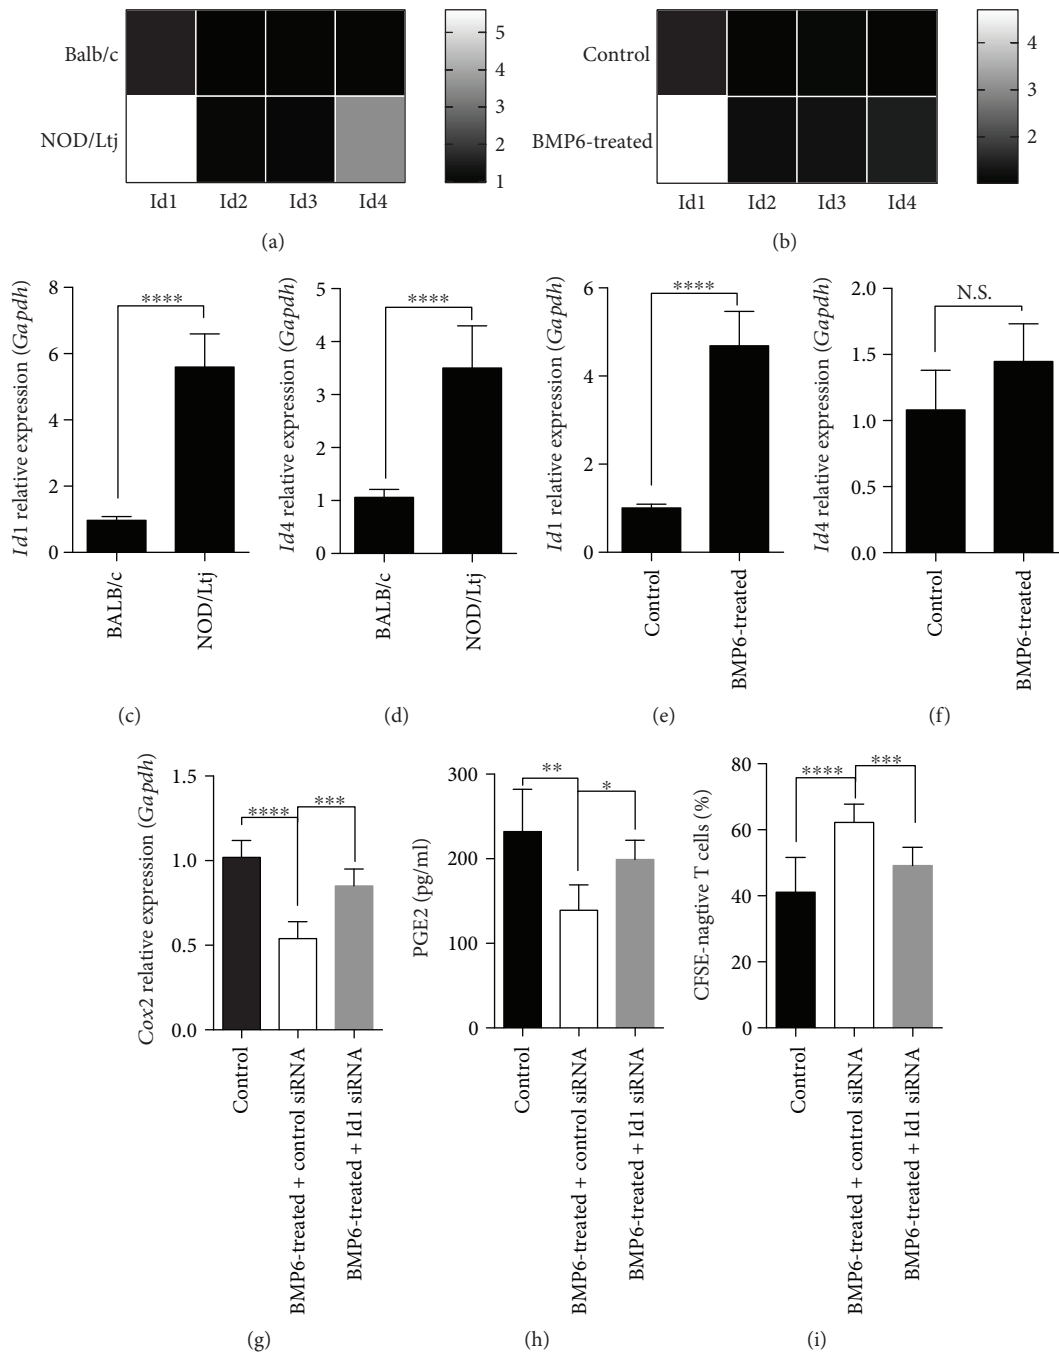 Balb/c
NOD/Ltj
Id1 Id2 Id3 Id4
5
4
3
2
1
(a)
Control
BMP6-treated
Id1 Id2 Id3 Id4
4
3
2
(b)
Id1 relative expression (Gapdh)
8
6
4
2
0
****
BALB/c
NOD/Ltj
(c)
Id4 relative expression (Gapdh)
5
4
3
2
1
0
****
BALB/c
NOD/Ltj
(d)
Id1 relative expression (Gapdh)
6
4
2
0
****
Control
BMP6-treated
(e)
Id4 relative expression (Gapdh)
2.0
1.5
1.0
0.5
0.0
N.S.
Control
BMP6-treated
(f)
Cox2 relative expression (Gapdh)
1.5
1.0
0.5
0.0
**** ***
Control
BMP6-treated + control siRNA
BMP6-treated + Id1 siRNA
(g)
PGE2 (pg/ml)
300
200
100
0
** *
Control
BMP6-treated + control siRNA
BMP6-treated + Id1 siRNA
(h)
CFSE-nagtive T cells (%)
80
60
40
20
0
**** ***
Control
BMP6-treated + control siRNA
BMP6-treated + Id1 siRNA
(i)